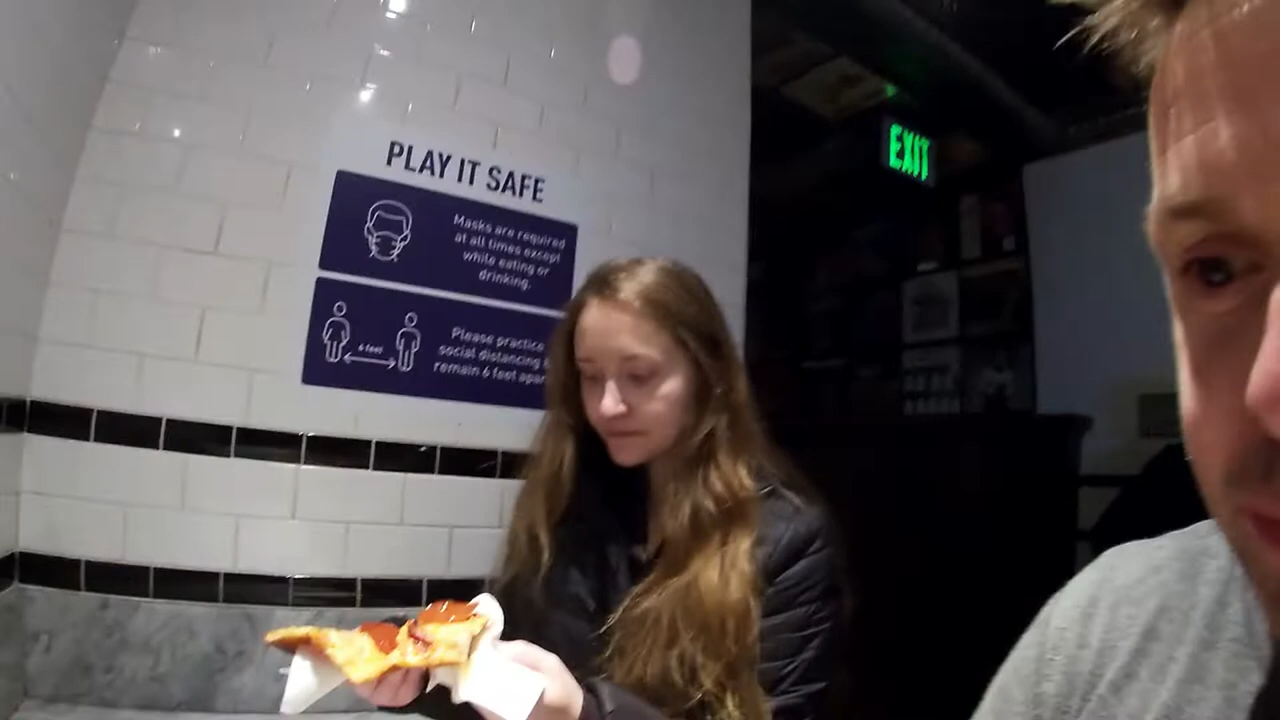 EXIT
PLAY IT SAFE
Masks are required
at all times except
while eating or
drinking.
6 feet
Please practice
social distancing
remain 6 feet apar